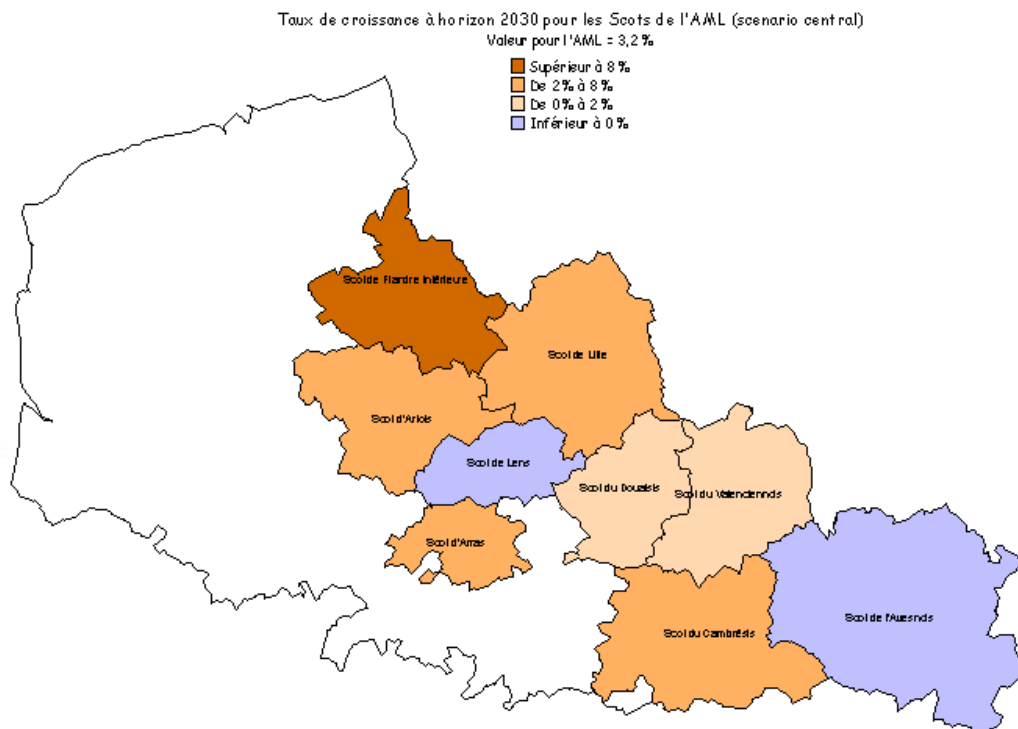 Taux de croissance à horizon 2030 pour les Scots de l'AML (scenario central)
Valeur pour l'AML = 3,2%
Supérieur à 8%
De 2% à 8%
De 0% à 2%
Inférieur à 0%
Scot de Flandre Intérieure
Scot de Lille
Scot d'Artois
Scot de Lens
Scot du Douaisis
Scot du Valenciennois
Scot d'Arras
Scot de l'Avesnois
Scot du Cambrésis